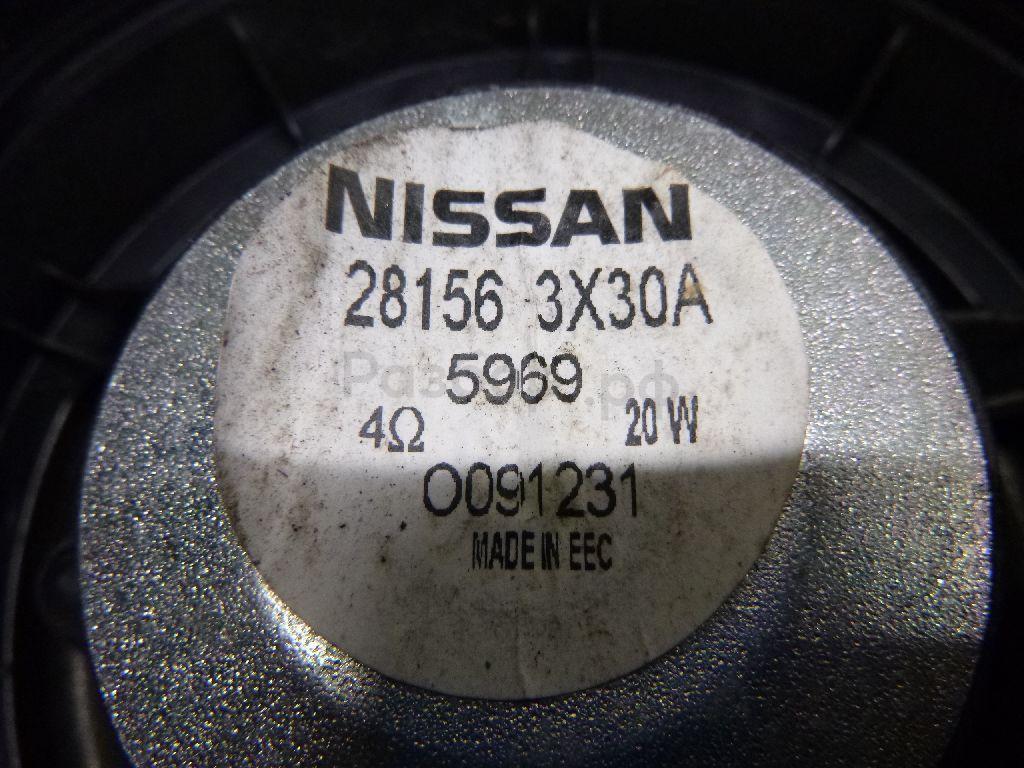 NISSAN
28156 3X30A
5969
4Ω 20 W
O091231
MADE IN EEC